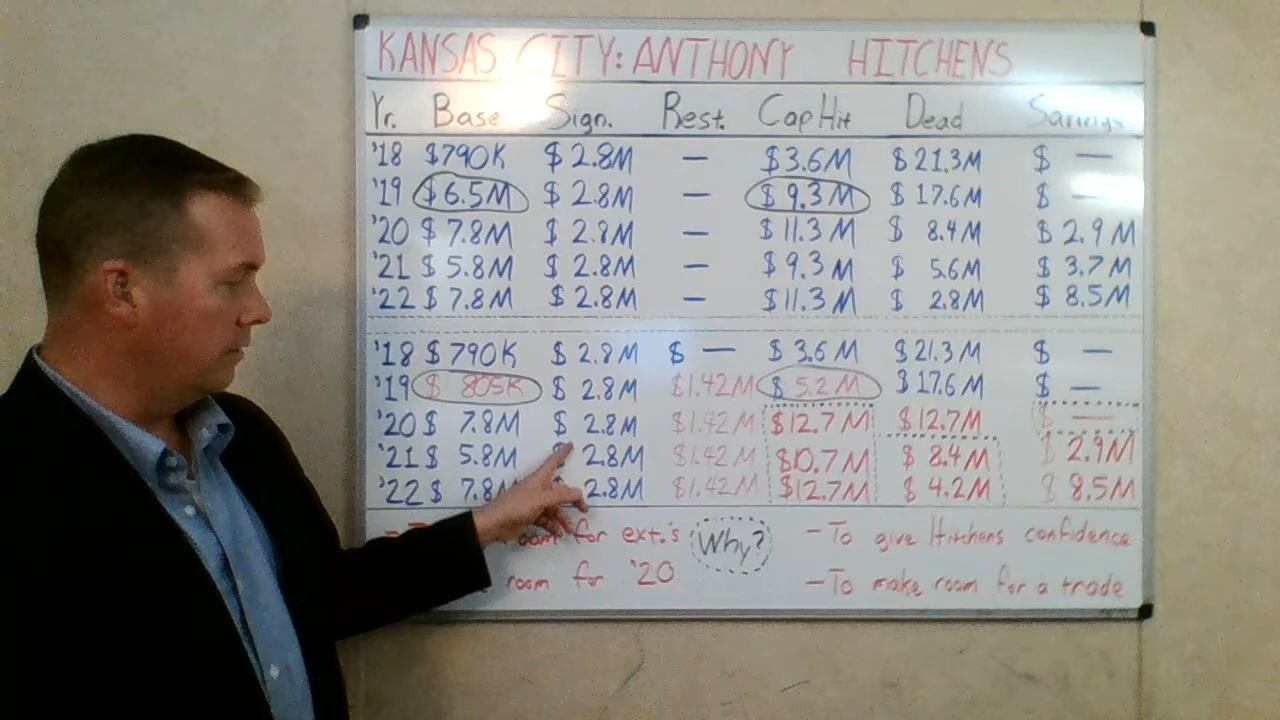 KANSAS CITY: ANTHONY HITCHENS
Yr. Base Sign. Rest. Cap Hit Dead Savings
'18 $790K $2.8M — $3.6M $21.3M $ —
'19 $6.5M $2.8M — $9.3M $17.6M $ —
'20 $7.8M $2.8M — $11.3M $8.4M $2.9M
'21 $5.8M $2.8M — $9.3M $5.6M $3.7M
'22 $7.8M $2.8M — $11.3M $2.8M $8.5M
'18 $790K $2.8M $ — $3.6M $21.3M $ —
'19 $805K $2.8M $1.42M $5.2M $17.6M $ —
'20 $7.8M $2.8M $1.42M $12.7M $12.7M $ —
'21 $5.8M $2.8M $1.42M $10.7M $8.4M $2.9M
'22 $7.8M $2.8M $1.42M $12.7M $4.2M $8.5M
for ext.'s Why? - To give Hitchens confidence
room for '20 - To make room for a trade